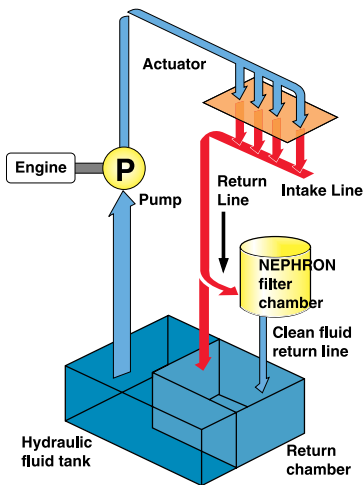 Actuator
Engine
P
Pump
Return
Line
Intake Line
NEPHRON
filter
chamber
Clean fluid
return line
Hydraulic
fluid tank
Return
chamber